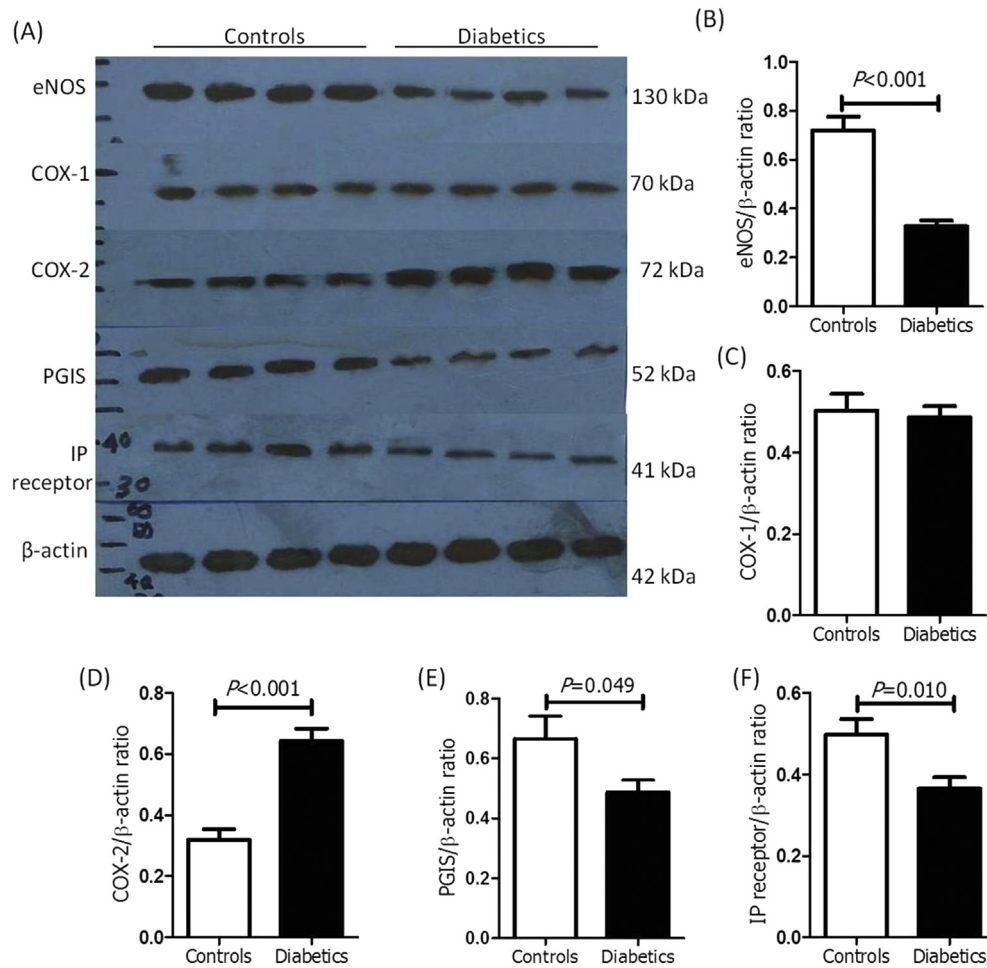 (A)
Controls
Diabetics
eNOS
130 kDa
COX-1
70 kDa
COX-2
72 kDa
PGIS
52 kDa
40
IP
receptor
41 kDa
30
β-actin
42 kDa
(B)
P<0.001
eNOS/β-actin ratio
1.0
0.8
0.6
0.4
0.2
0.0
Controls
Diabetics
(C)
COX-1/β-actin ratio
0.6
0.4
0.2
0.0
Controls
Diabetics
(D)
P<0.001
COX-2/β-actin ratio
0.8
0.6
0.4
0.2
0.0
Controls
Diabetics
(E)
P=0.049
PGIS/β-actin ratio
0.8
0.6
0.4
0.2
0.0
Controls
Diabetics
(F)
P=0.010
IP receptor/β-actin ratio
0.6
0.4
0.2
0.0
Controls
Diabetics